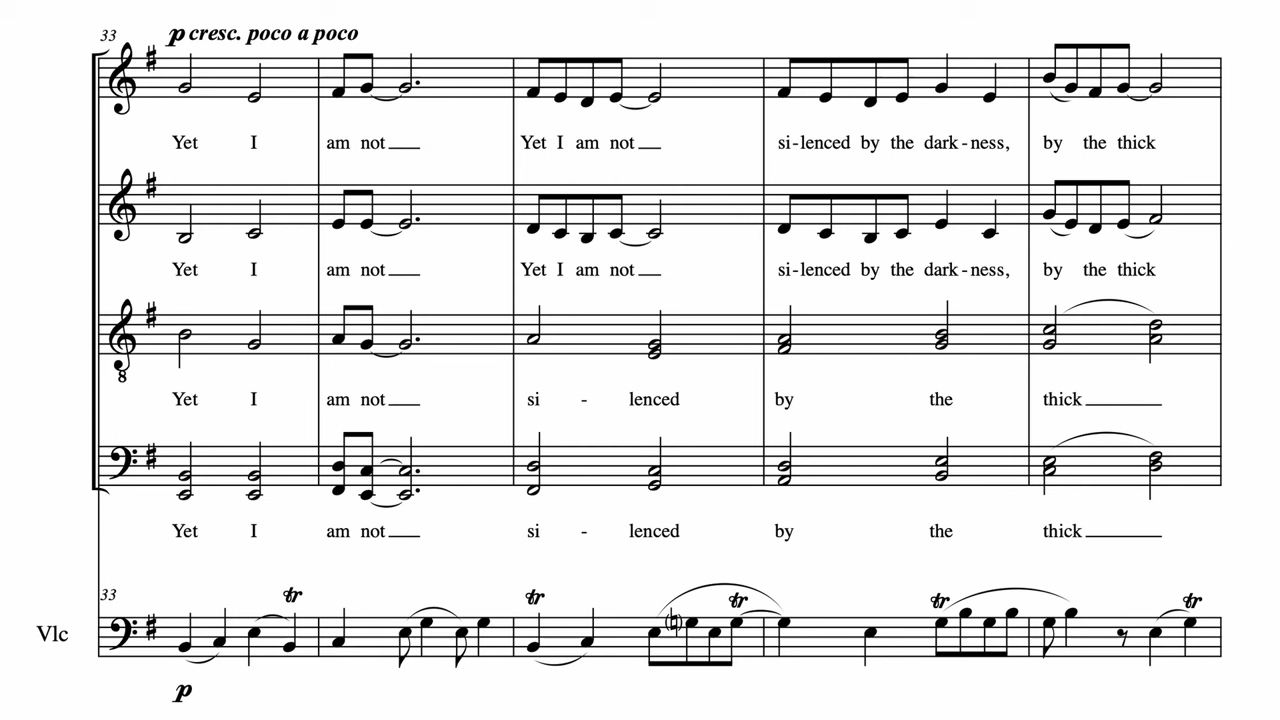 33 p cresc. poco a poco
Yet I am not Yet I am not si-lenced by the dark-ness, by the thick
Yet I am not Yet I am not si-lenced by the dark-ness, by the thick
8
Yet I am not si - lenced by the thick
Yet I am not si - lenced by the thick
33 tr tr tr tr tr
Vlc
p